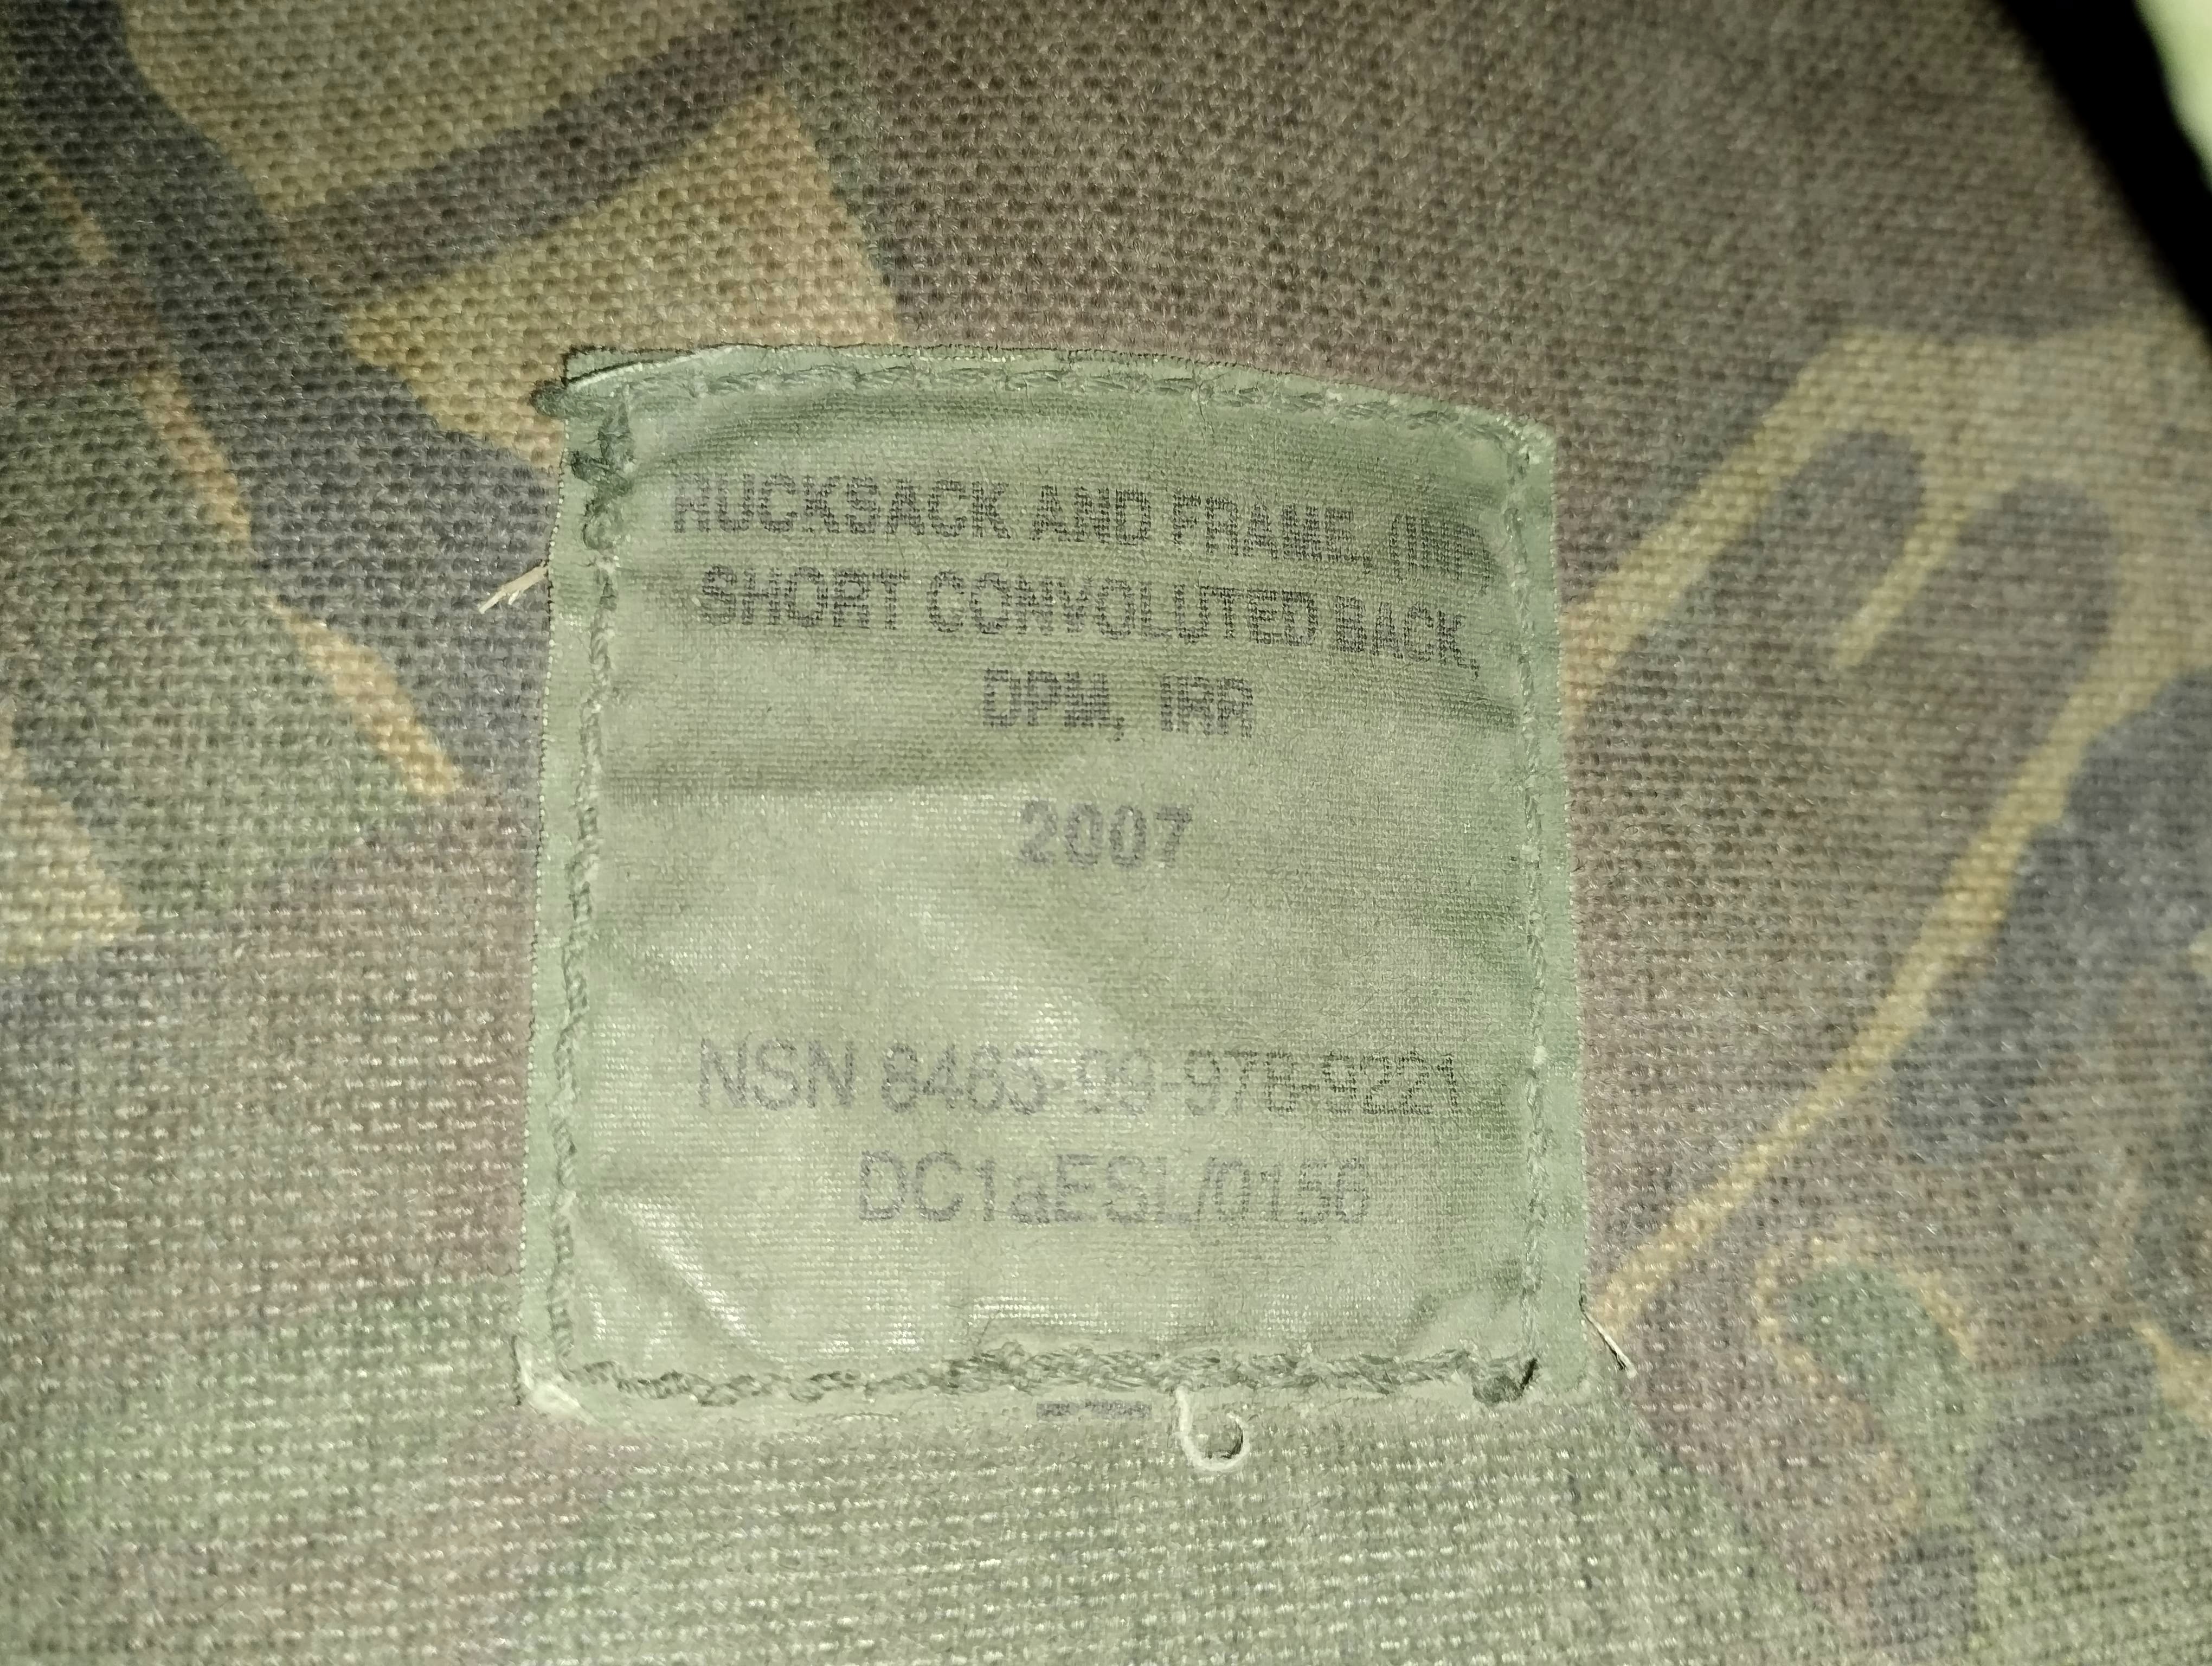 RUCKSACK AND FRAME, (INF)
SHORT CONVOLUTED BACK,
DPM, IRR
2007
NSN 8465-99-978-9221
DC1aESL/0156